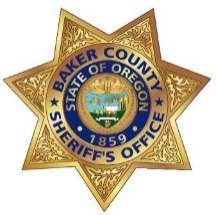 BAKER COUNTY
STATE OF OREGON
1859
SHERIFF'S OFFICE